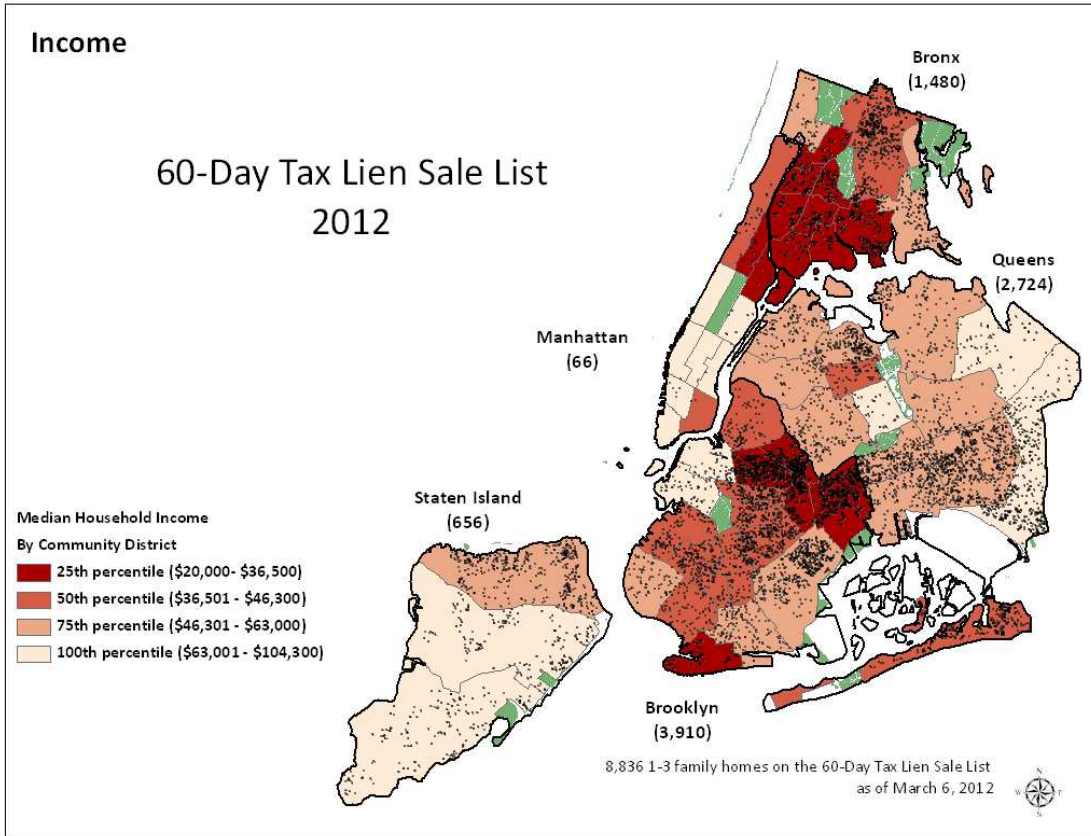 Income
60-Day Tax Lien Sale List
2012
Bronx
(1,480)
Queens
(2,724)
Manhattan
(66)
Staten Island
(656)
Median Household Income
By Community District
25th percentile ($20,000- $36,500)
50th percentile ($36,501 - $46,300)
75th percentile ($46,301 - $63,000)
100th percentile ($63,001 - $104,300)
Brooklyn
(3,910)
8,836 1-3 family homes on the 60-Day Tax Lien Sale List
as of March 6, 2012
N
W E
S